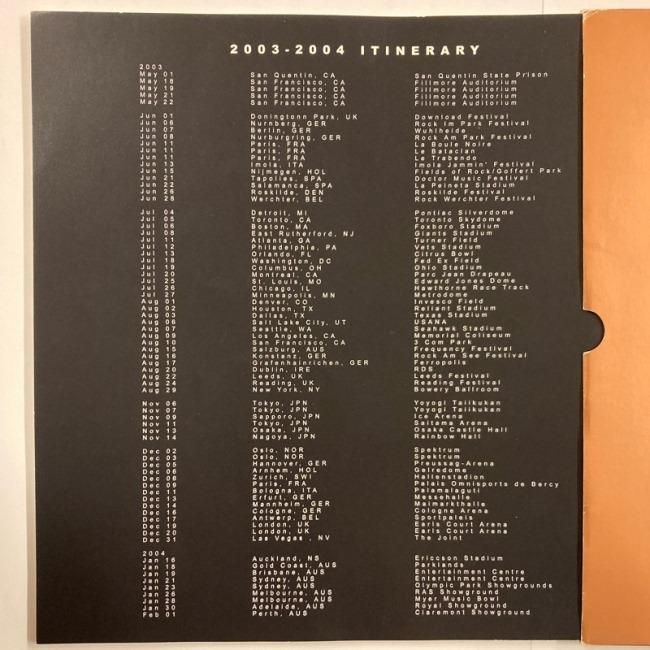 2003-2004 ITINERARY
2003
May 01 San Quentin, CA San Quentin State Prison
May 18 San Francisco, CA Fillmore Auditorium
May 19 San Francisco, CA Fillmore Auditorium
May 21 San Francisco, CA Fillmore Auditorium
May 22 San Francisco, CA Fillmore Auditorium
Jun 01 Doningtonn Park, UK Download Festival
Jun 06 Nurnberg, GER Rock Im Park Festival
Jun 07 Berlin, GER Wuhlheide
Jun 08 Nurburgring, GER Rock Am Park Festival
Jun 11 Paris, FRA La Boule Noire
Jun 11 Paris, FRA Le Bataclan
Jun 11 Paris, FRA Le Trabendo
Jun 13 Imola, ITA Imola Jammin' Festival
Jun 15 Nijmegen, HOL Fields of Rock/Goffert Park
Jun 21 Tapolies, SPA Doctor Music Festival
Jun 22 Salamanca, SPA La Peineta Stadium
Jun 26 Roskilde, DEN Roskilde Festival
Jun 28 Werchter, BEL Rock Werchter Festival
Jul 04 Detroit, MI Pontiac Silverdome
Jul 05 Toronto, CA Toronto Skydome
Jul 06 Boston, MA Foxboro Stadium
Jul 08 East Rutherford, NJ Giants Stadium
Jul 11 Atlanta, GA Turner Field
Jul 12 Philadelphia, PA Vets Stadium
Jul 13 Orlando, FL Citrus Bowl
Jul 18 Washington, DC Fed Ex Field
Jul 19 Columbus, OH Ohio Stadium
Jul 20 Montreal, CA Parc Jean Drapeau
Jul 25 St. Louis, MO Edward Jones Dome
Jul 26 Chicago, IL Hawthorne Race Track
Jul 27 Minneapolis, MN Metrodome
Aug 01 Denver, CO Invesco Field
Aug 02 Houston, TX Reliant Stadium
Aug 03 Dallas, TX Texas Stadium
Aug 06 Salt Lake City, UT USANA
Aug 07 Seattle, WA Seahawk Stadium
Aug 09 Los Angeles, CA Memorial Coliseum
Aug 10 San Francisco, CA 3 Com Park
Aug 15 Salzburg, AUS Frequency Festival
Aug 16 Konstanz, GER Rock Am See Festival
Aug 17 Grafenhainrichen, GER Ferropolis
Aug 20 Dublin, IRE RDS
Aug 22 Leeds, UK Leeds Festival
Aug 24 Reading, UK Reading Festival
Aug 29 New York, NY Bowery Ballroom
Nov 06 Tokyo, JPN Yoyogi Taiikukan
Nov 07 Tokyo, JPN Yoyogi Taiikukan
Nov 09 Sapporo, JPN Ice Arena
Nov 11 Tokyo, JPN Saitama Arena
Nov 13 Osaka, JPN Osaka Castle Hall
Nov 14 Nagoya, JPN Rainbow Hall
Dec 02 Oslo, NOR Spektrum
Dec 03 Oslo, NOR Spektrum
Dec 05 Hannover, GER Preussag-Arena
Dec 06 Arnhem, HOL Gelredome
Dec 08 Zurich, SWI Hallenstadion
Dec 09 Paris, FRA Palais Omnisports de Bercy
Dec 11 Bologna, ITA Palamalaguti
Dec 13 Erfurt, GER Messehalle
Dec 14 Mannheim, GER Maimarkthalle
Dec 16 Cologne, GER Cologne Arena
Dec 17 Antwerp, BEL Sportpaleis
Dec 19 London, UK Earls Court Arena
Dec 20 London, UK Earls Court Arena
Dec 31 Las Vegas, NV The Joint
2004
Jan 16 Auckland, NS Ericcson Stadium
Jan 18 Gold Coast, AUS Parklands
Jan 19 Brisbane, AUS Entertainment Centre
Jan 21 Sydney, AUS Entertainment Centre
Jan 23 Sydney, AUS Olympic Park Showgrounds
Jan 26 Melbourne, AUS RAS Showground
Jan 28 Melbourne, AUS Myer Music Bowl
Jan 30 Adelaide, AUS Royal Showground
Feb 01 Perth, AUS Claremont Showground